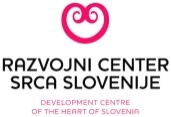 RAZVOJNI CENTER
SRCA SLOVENIJE
DEVELOPMENT CENTRE
OF THE HEART OF SLOVENIA